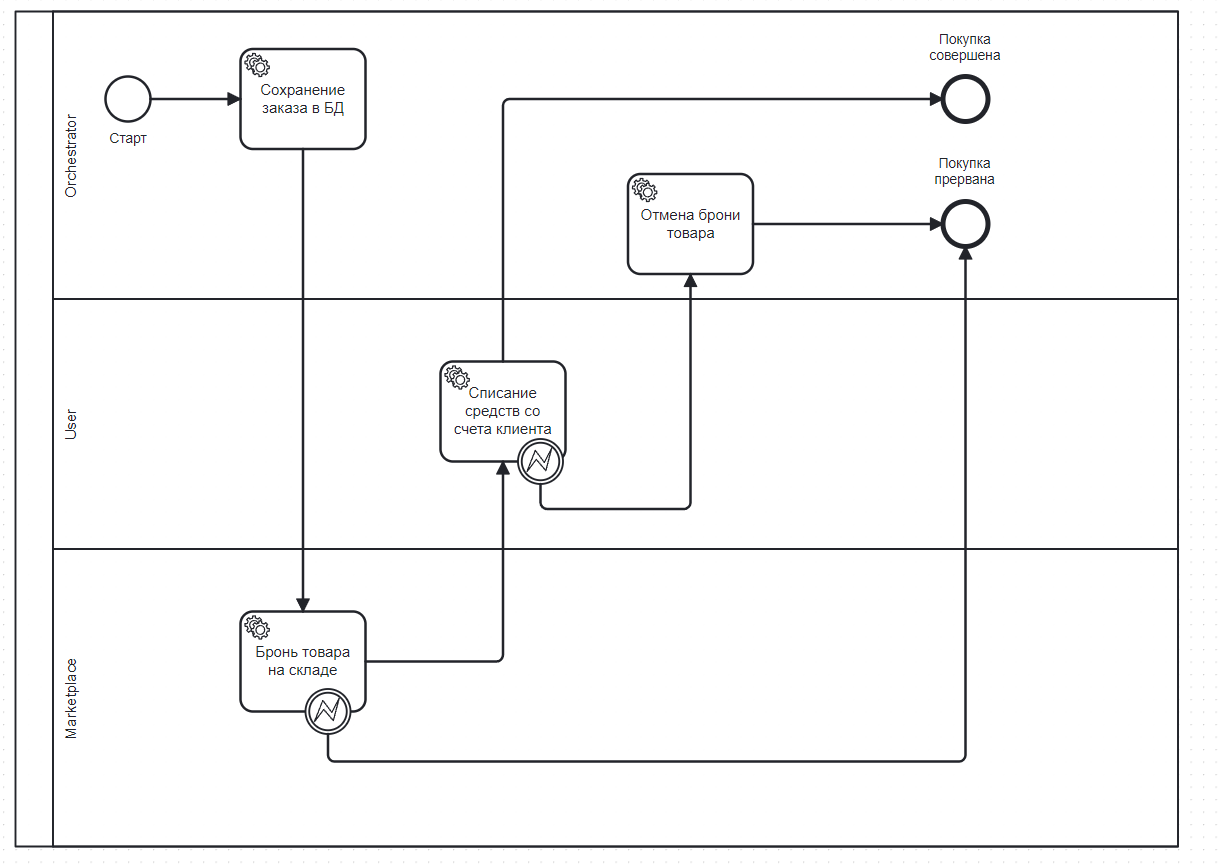 Orchestrator
Старт
Сохранение
заказа в БД
Покупка
совершена
Отмена брони
товара
Покупка
прервана
User
Списание
средств со
счета клиента
Marketplace
Бронь товара
на складе